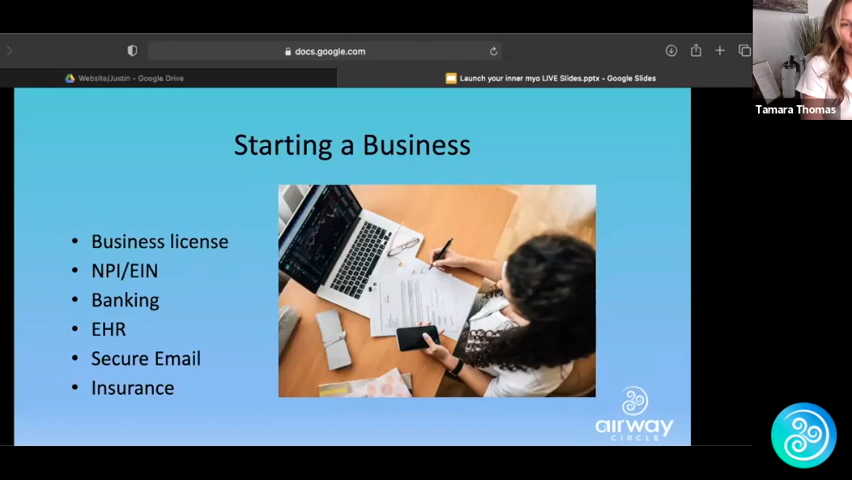 docs.google.com
Website/Justin - Google Drive
Launch your inner myo LIVE Slides.pptx - Google Slides
Tamara Thomas
Starting a Business
• Business license
• NPI/EIN
• Banking
• EHR
• Secure Email
• Insurance
airway
CIRCLE